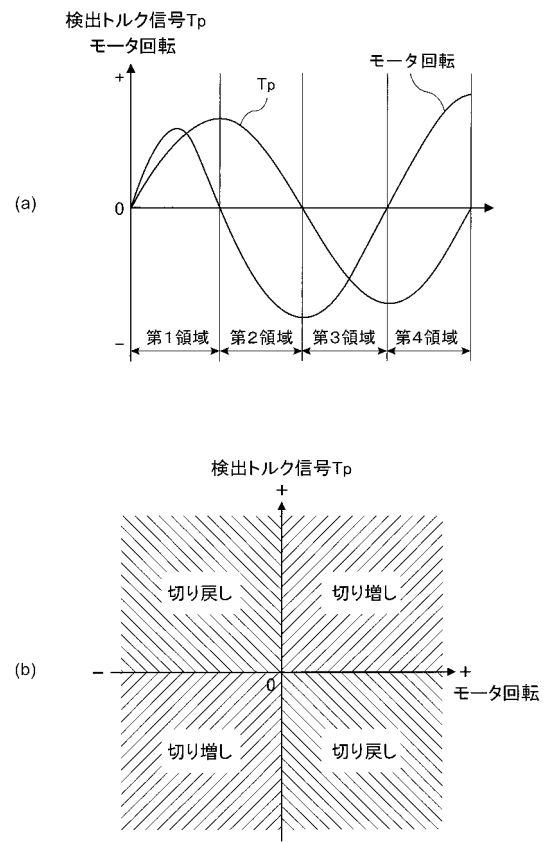 検出トルク信号Tp
モータ回転
+
Tp
モータ回転
(a)
0
−
第1領域
第2領域
第3領域
第4領域
検出トルク信号Tp
+
切り戻し
切り増し
(b)
−
0
+
モータ回転
切り増し
切り戻し